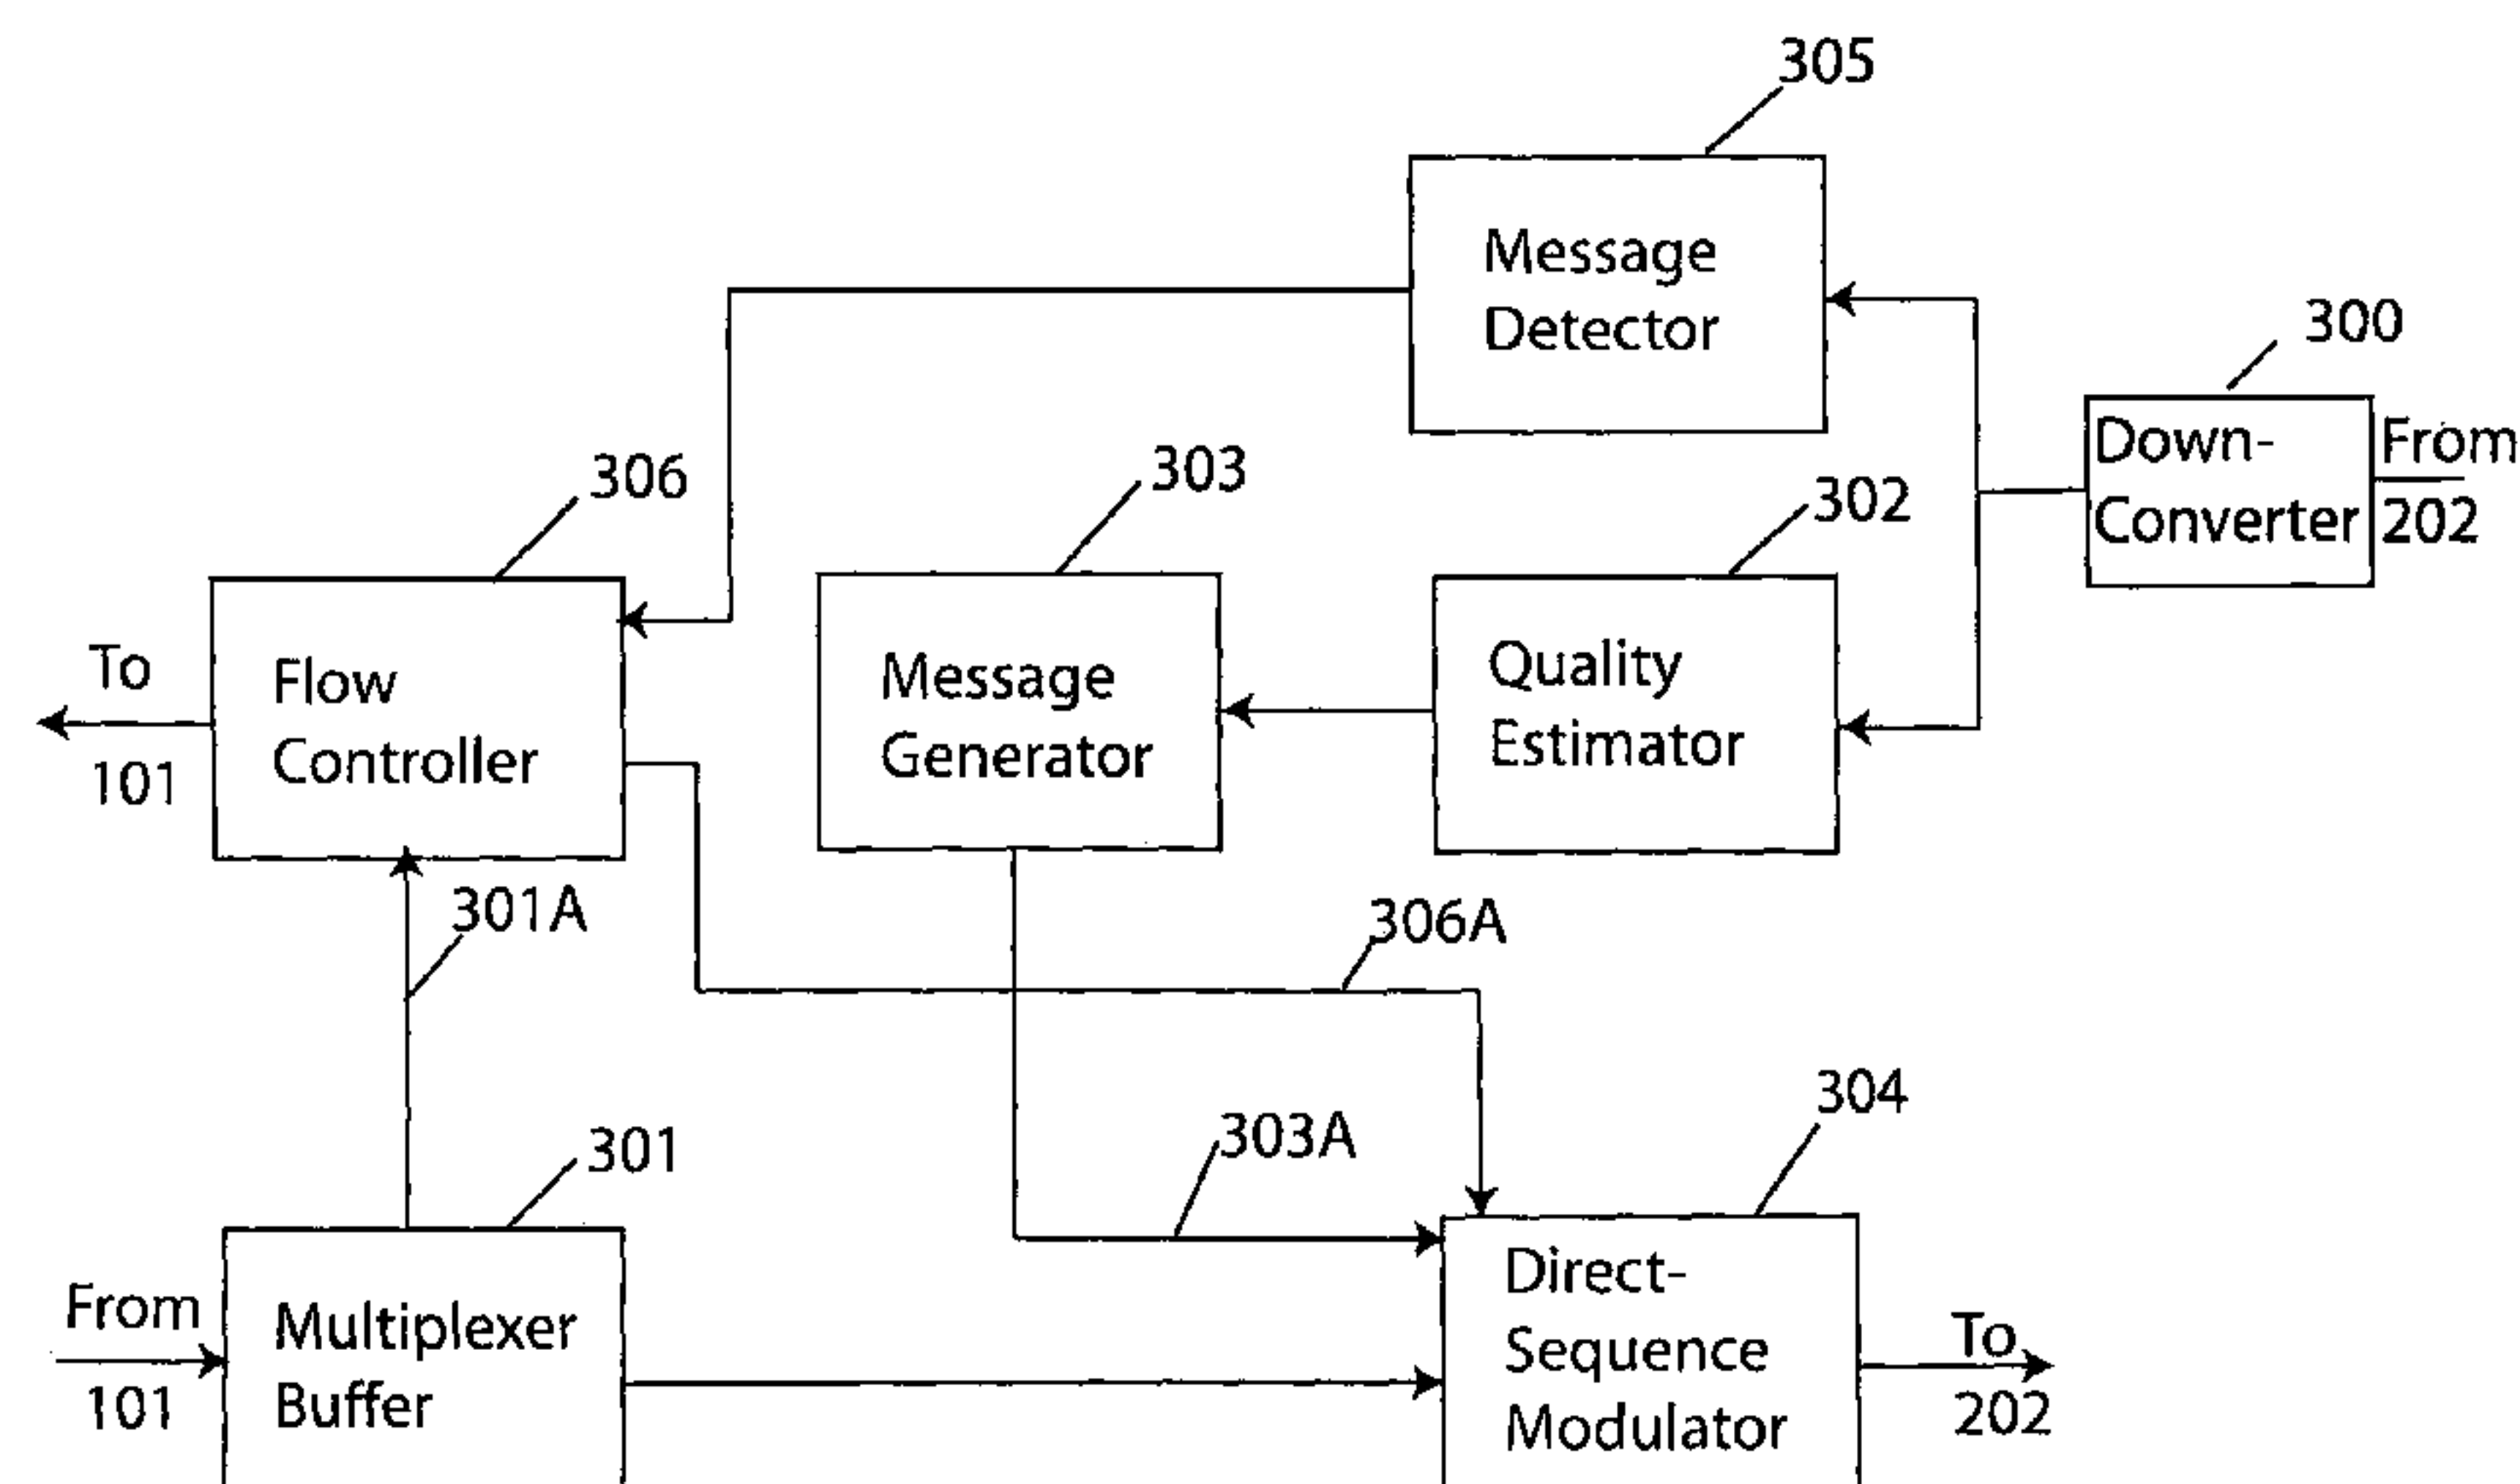 305
Message
Detector
300
Down-
Converter
From
202
306
303
302
Flow
Controller
To
101
Message
Generator
Quality
Estimator
301A
306A
303A
304
301
From
101
Multiplexer
Buffer
Direct-
Sequence
Modulator
To
202